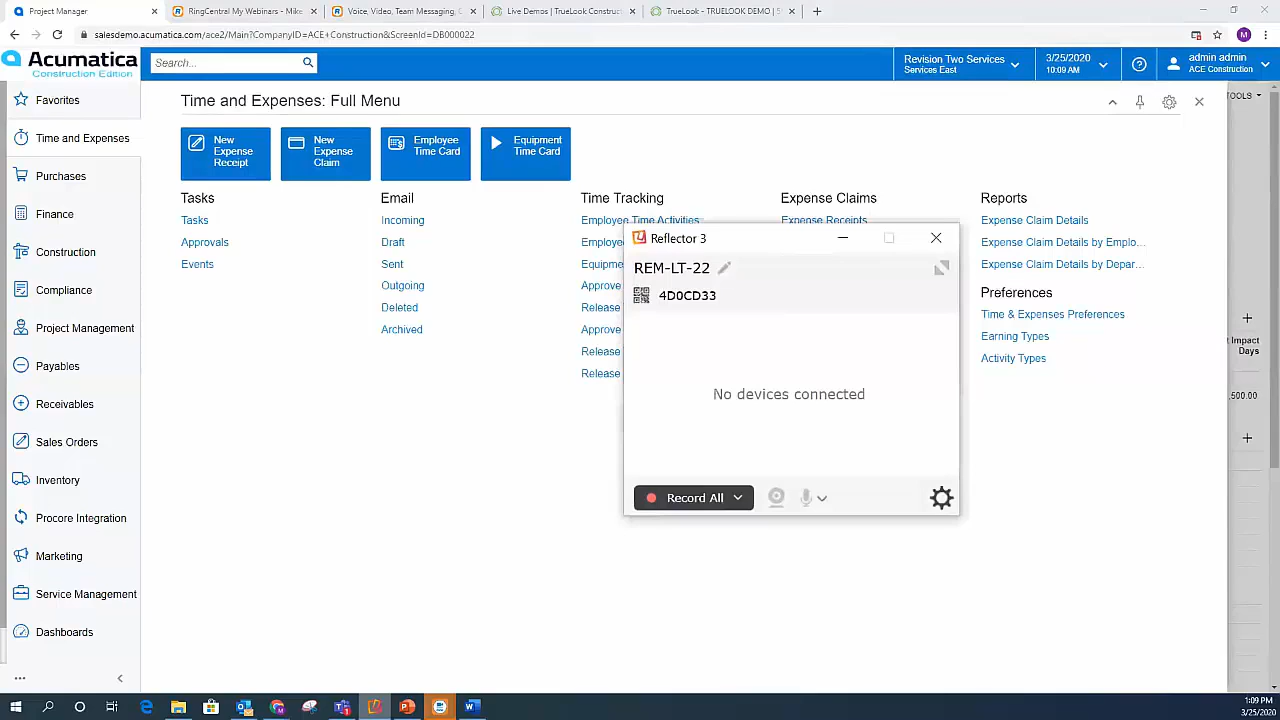 Project Manager
RingCentral My Webinars - Mike
Voice, Video, Team Messaging, C
Live Demos | TrueLook Construct
TrueLook - TRUELOOK DEMO | 5
salesdemo.acumatica.com/ace2/Main?CompanyID=ACE+Construction&ScreenId=DB000022
M
Acumatica
Construction Edition
Search...
Revision Two Services
Services East
3/25/2020
10:09 AM
admin admin
ACE Construction
Favorites
Time and Expenses
Purchases
Finance
Construction
Compliance
Project Management
Payables
Receivables
Sales Orders
Inventory
Procore Integration
Marketing
Service Management
Dashboards
Time and Expenses: Full Menu
TOOLS
New Expense Receipt
New Expense Claim
Employee Time Card
Equipment Time Card
Tasks
Tasks
Approvals
Events
Email
Incoming
Draft
Sent
Outgoing
Deleted
Archived
Time Tracking
Employee Time Activities
Employee
Equipme
Approve
Release
Approve
Release
Release
Expense Claims
Expense Receipts
Reports
Expense Claim Details
Expense Claim Details by Emplo...
Expense Claim Details by Depar...
Preferences
Time & Expenses Preferences
Earning Types
Activity Types
Impact
Days
500.00
Reflector 3
REM-LT-22
4D0CD33
No devices connected
Record All
1:09 PM
3/25/2020